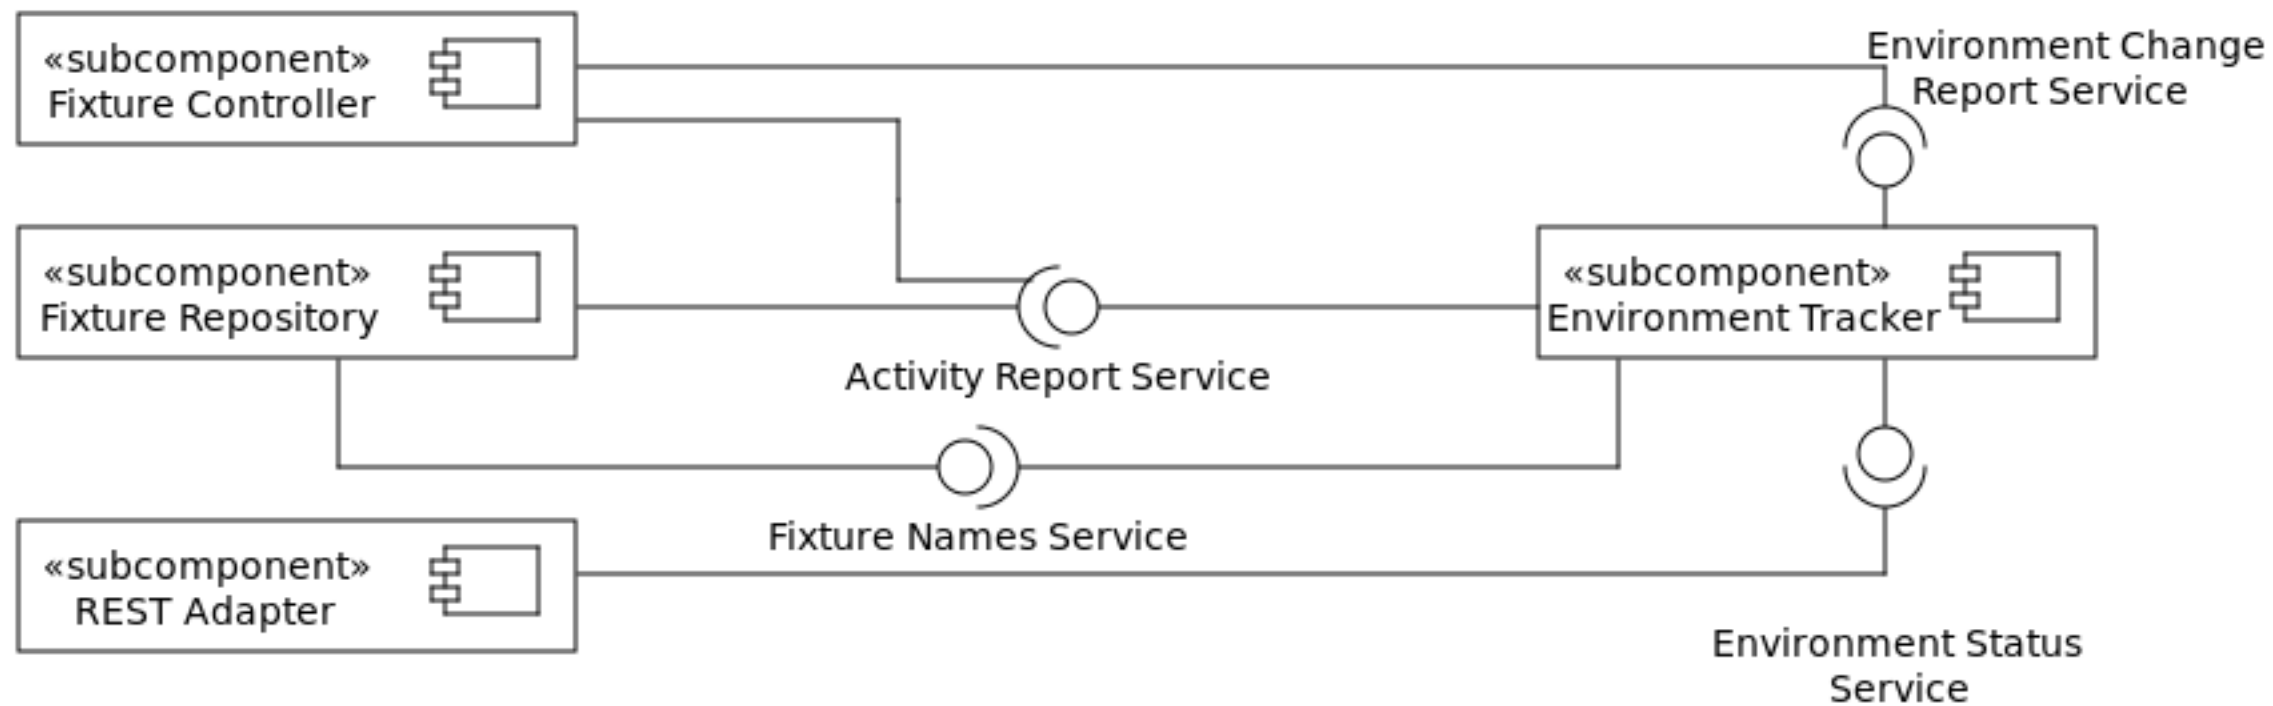 «subcomponent»
Fixture Controller
Environment Change
Report Service
«subcomponent»
Fixture Repository
«subcomponent»
Environment Tracker
Activity Report Service
Fixture Names Service
«subcomponent»
REST Adapter
Environment Status
Service